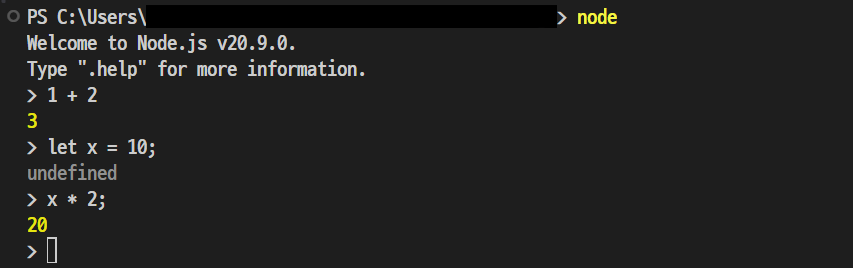 PS C:\Users\> node
Welcome to Node.js v20.9.0.
Type ".help" for more information.
> 1 + 2
3
> let x = 10;
undefined
> x * 2;
20
>